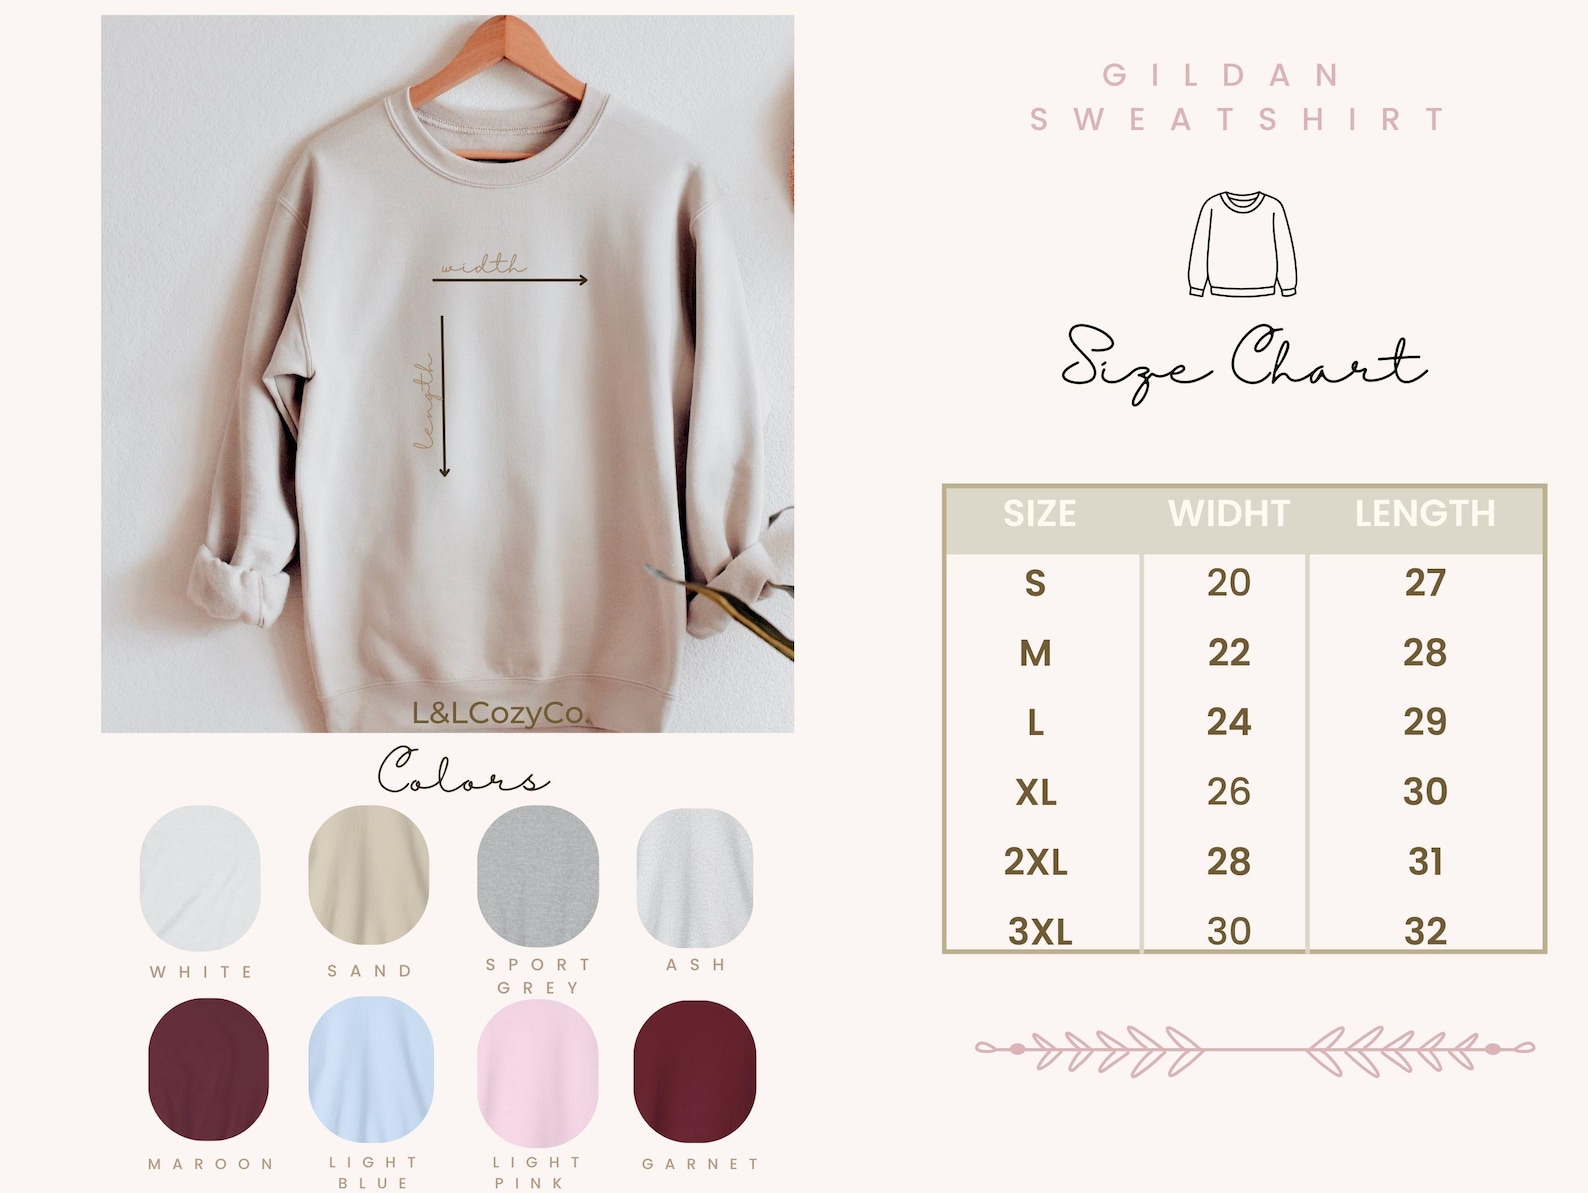 width
length
L&LCozyCo.
Colors
WHITE
SAND
SPORT
GREY
ASH
MAROON
LIGHT
BLUE
LIGHT
PINK
GARNET
GILDAN
SWEATSHIRT
Size Chart
SIZE WIDHT LENGTH
S 20 27
M 22 28
L 24 29
XL 26 30
2XL 28 31
3XL 30 32